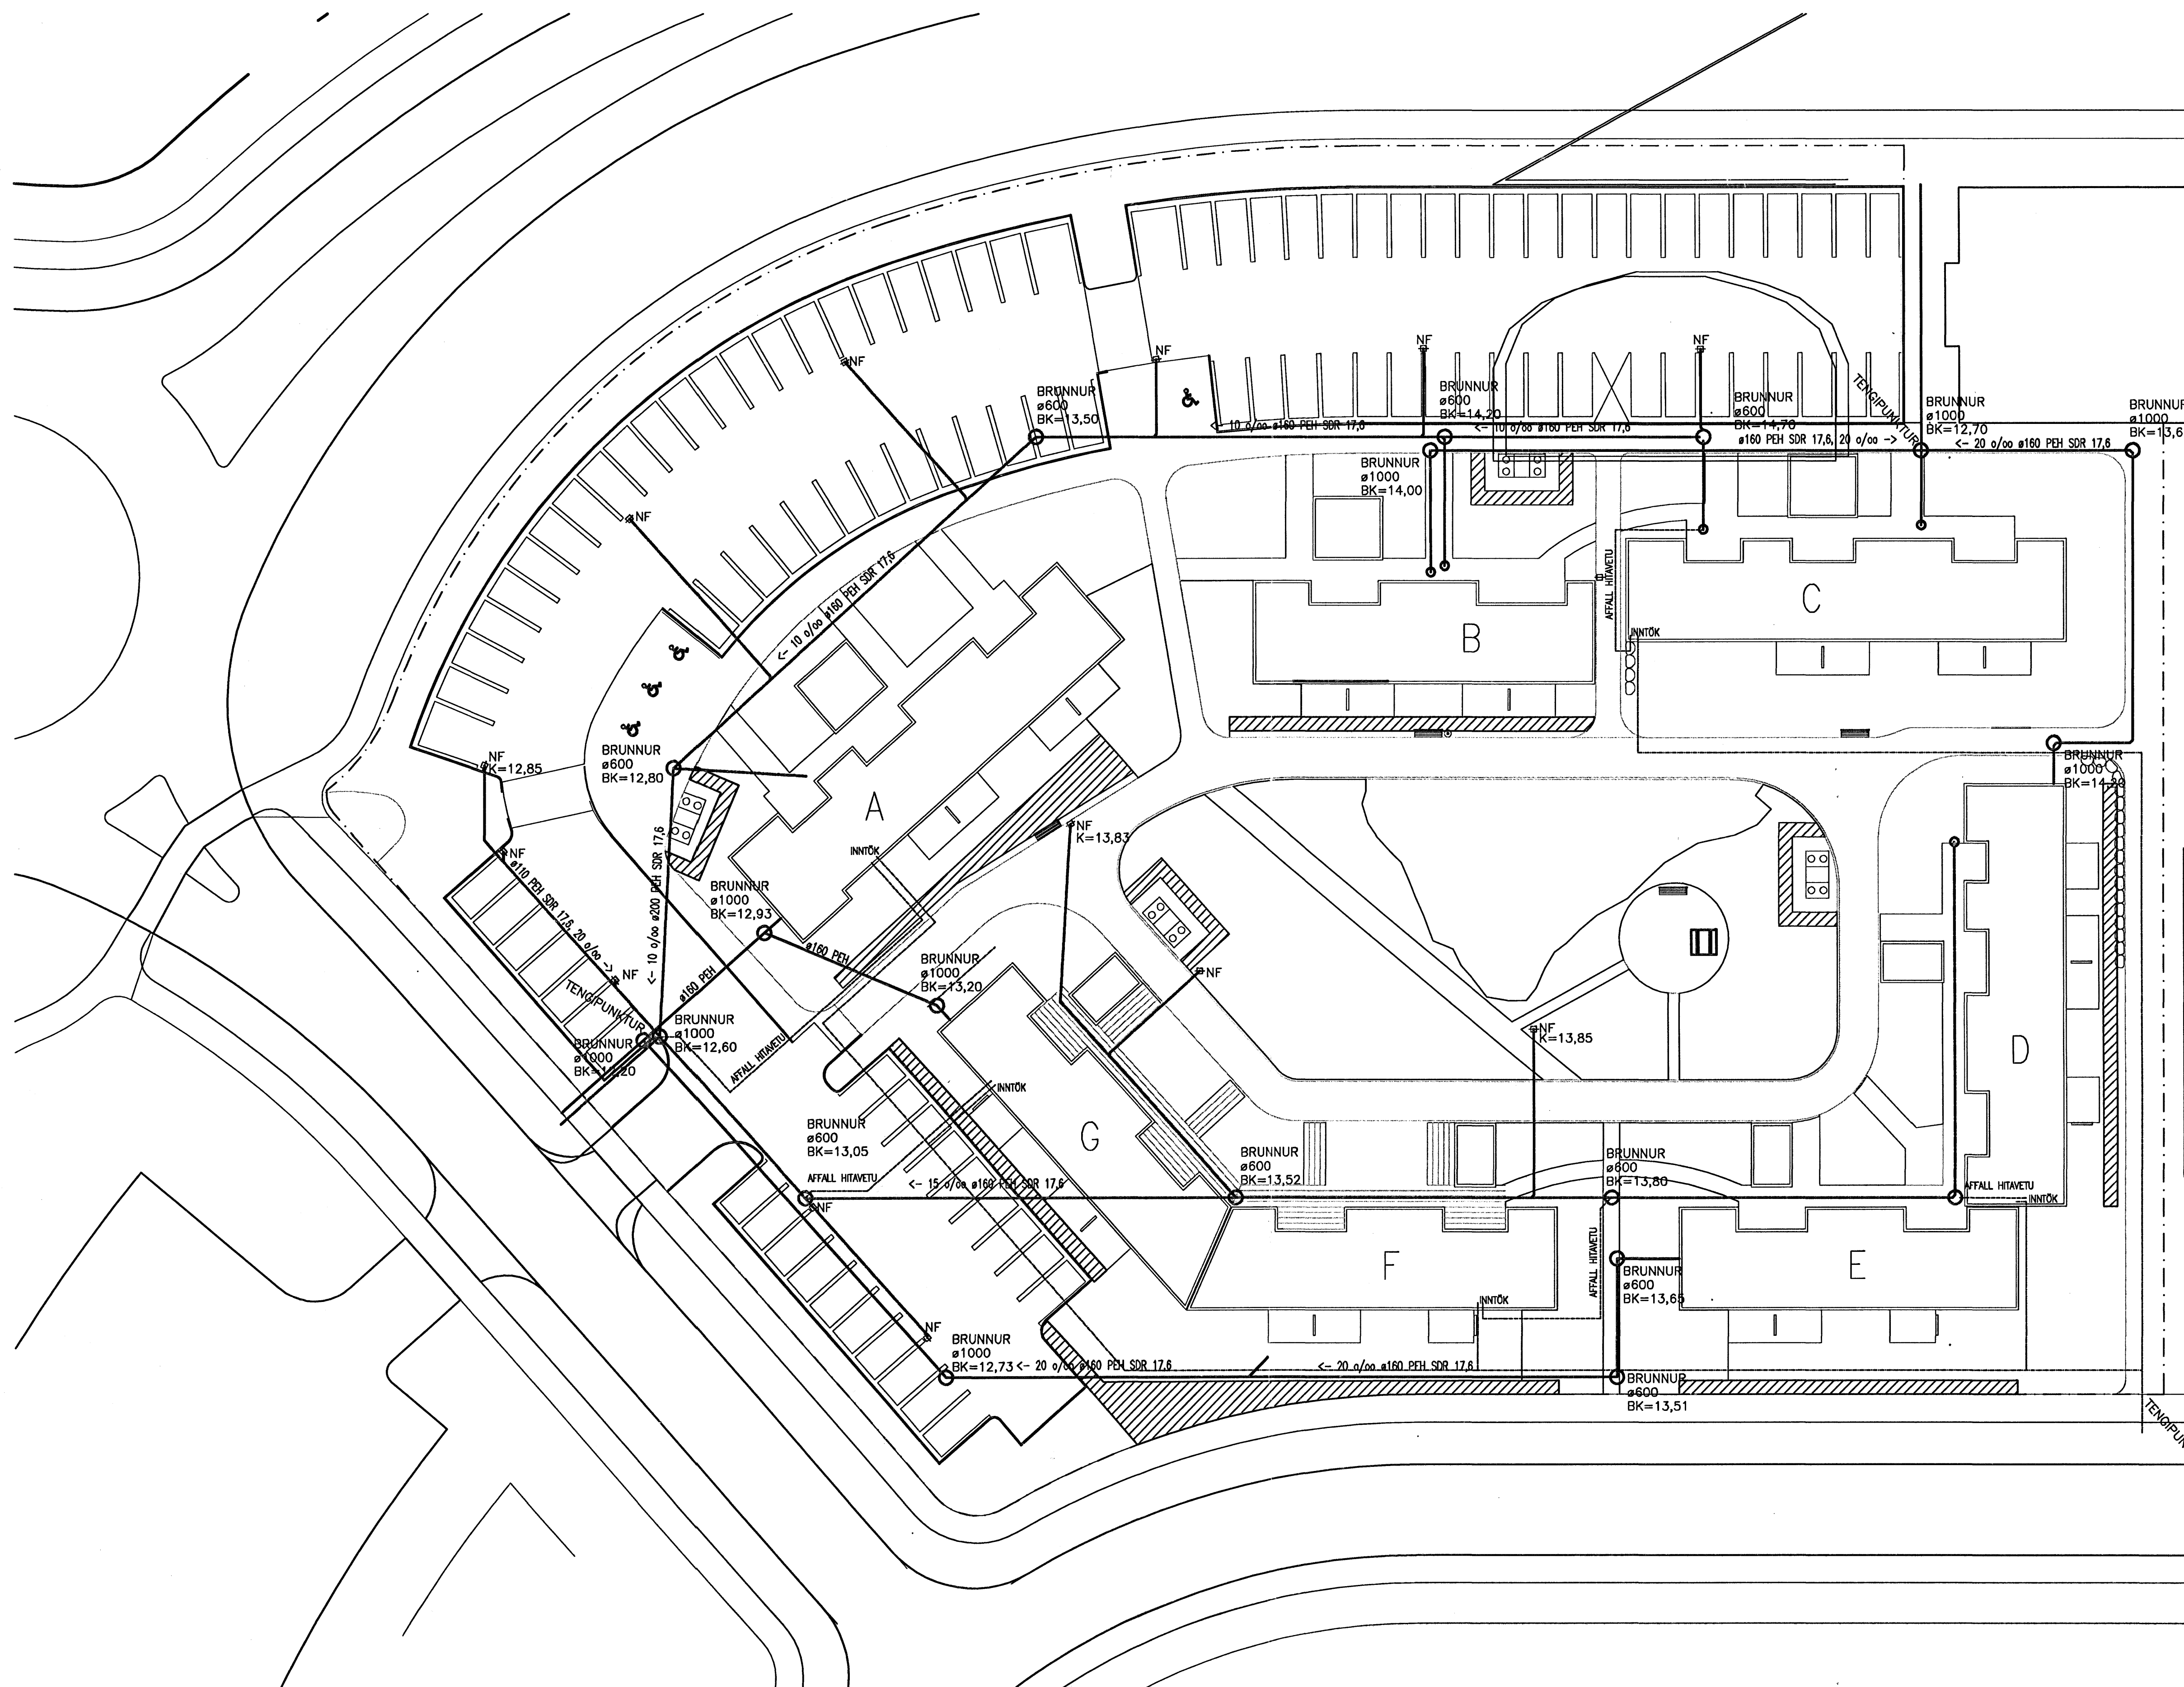 NF
NF
NF
NF
BRUNNUR
ø600
BK=13,50
BRUNNUR
ø600
BK=14,20
<- 10 o/oo ø160 PEH SDR 17,6
<- 10 o/oo ø160 PEH SDR 17,6
BRUNNUR
ø600
BK=14,70
ø160 PEH SDR 17,6, 20 o/oo ->
TENGIPUNKTUR
BRUNNUR
ø1000
BK=12,70
<- 20 o/oo ø160 PEH SDR 17,6
BRUNNUR
ø1000
BK=13,6
BRUNNUR
ø1000
BK=14,00
NF
<- 10 o/oo ø160 PEH SDR 17,6
AFFALL HITAVETU
INNTÖK
B
C
BRUNNUR
ø600
BK=12,80
NF
K=12,85
BRUNNUR
ø1000
A
INNTÖK
NF
K=13,83
NF
ø110 PEH SDR 17,6, 20 o/oo ->
<- 10 o/oo ø200 PEH SDR 17,6
BRUNNUR
ø1000
BK=12,93
ø160 PEH
ø160 PEH
BRUNNUR
ø1000
BK=13,20
NF
NF
TENGIPUNKTUR
BRUNNUR
ø1000
BK=12,60
BRUNNUR
ø1000
AFFALL HITAVETU
NF
K=13,85
D
INNTÖK
G
BRUNNUR
ø600
BK=13,05
AFFALL HITAVETU
<- 15 o/oo ø160 PEH SDR 17,6
NF
BRUNNUR
ø600
BK=13,52
BRUNNUR
ø600
BK=13,80
AFFALL HITAVETU
INNTÖK
F
E
AFFALL HITAVETU
INNTÖK
BRUNNUR
ø600
BK=13,65
NF
BRUNNUR
ø1000
BK=12,73
<- 20 o/oo ø160 PEH SDR 17,6
<- 20 o/oo ø160 PEH SDR 17,6
BRUNNUR
ø600
BK=13,51